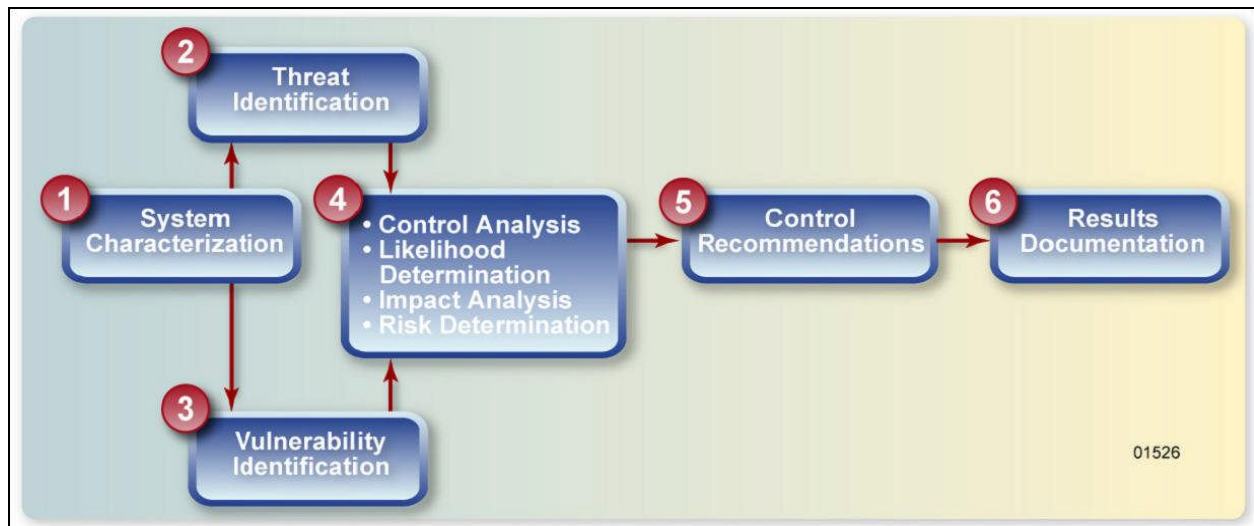 2
Threat
Identification
1
System
Characterization
4
• Control Analysis
• Likelihood
Determination
• Impact Analysis
• Risk Determination
5
Control
Recommendations
6
Results
Documentation
3
Vulnerability
Identification
01526